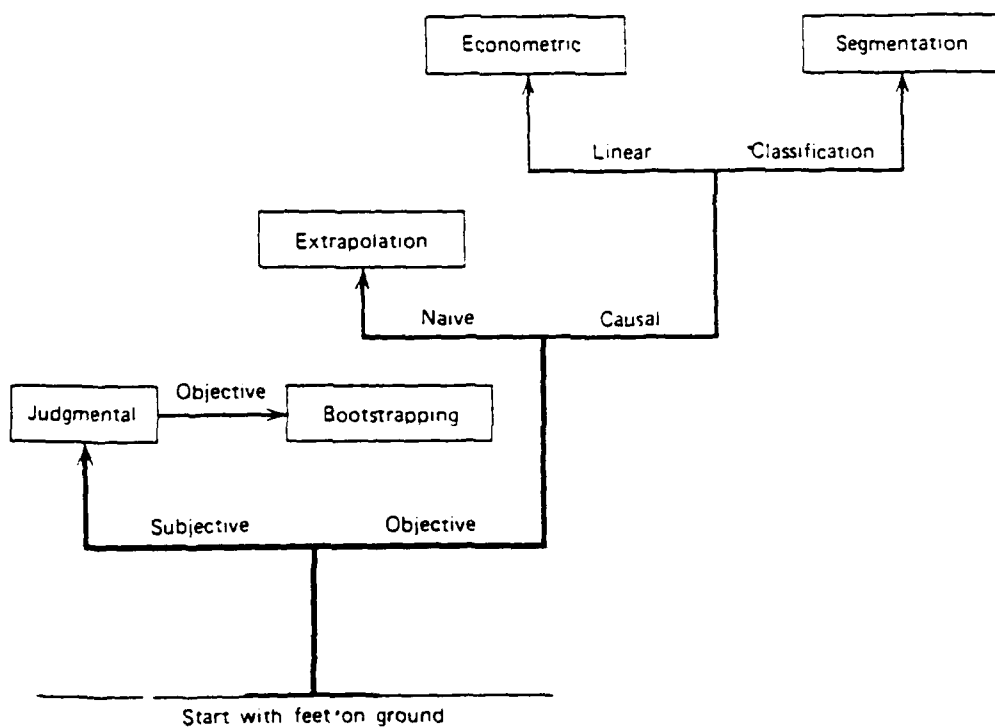 Econometric
Segmentation
Linear
Classification
Extrapolation
Naive
Causal
Objective
Judgmental
Bootstrapping
Subjective
Objective
Start with feet on ground